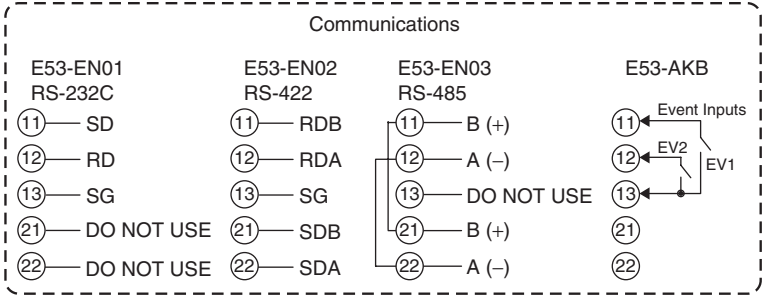 Communications
E53-EN01
RS-232C
11 SD
12 RD
13 SG
21 DO NOT USE
22 DO NOT USE
E53-EN02
RS-422
11 RDB
12 RDA
13 SG
21 SDB
22 SDA
E53-EN03
RS-485
11 B (+)
12 A (−)
13 DO NOT USE
21 B (+)
22 A (−)
E53-AKB
11 Event Inputs
12 EV2
EV1
13
21
22